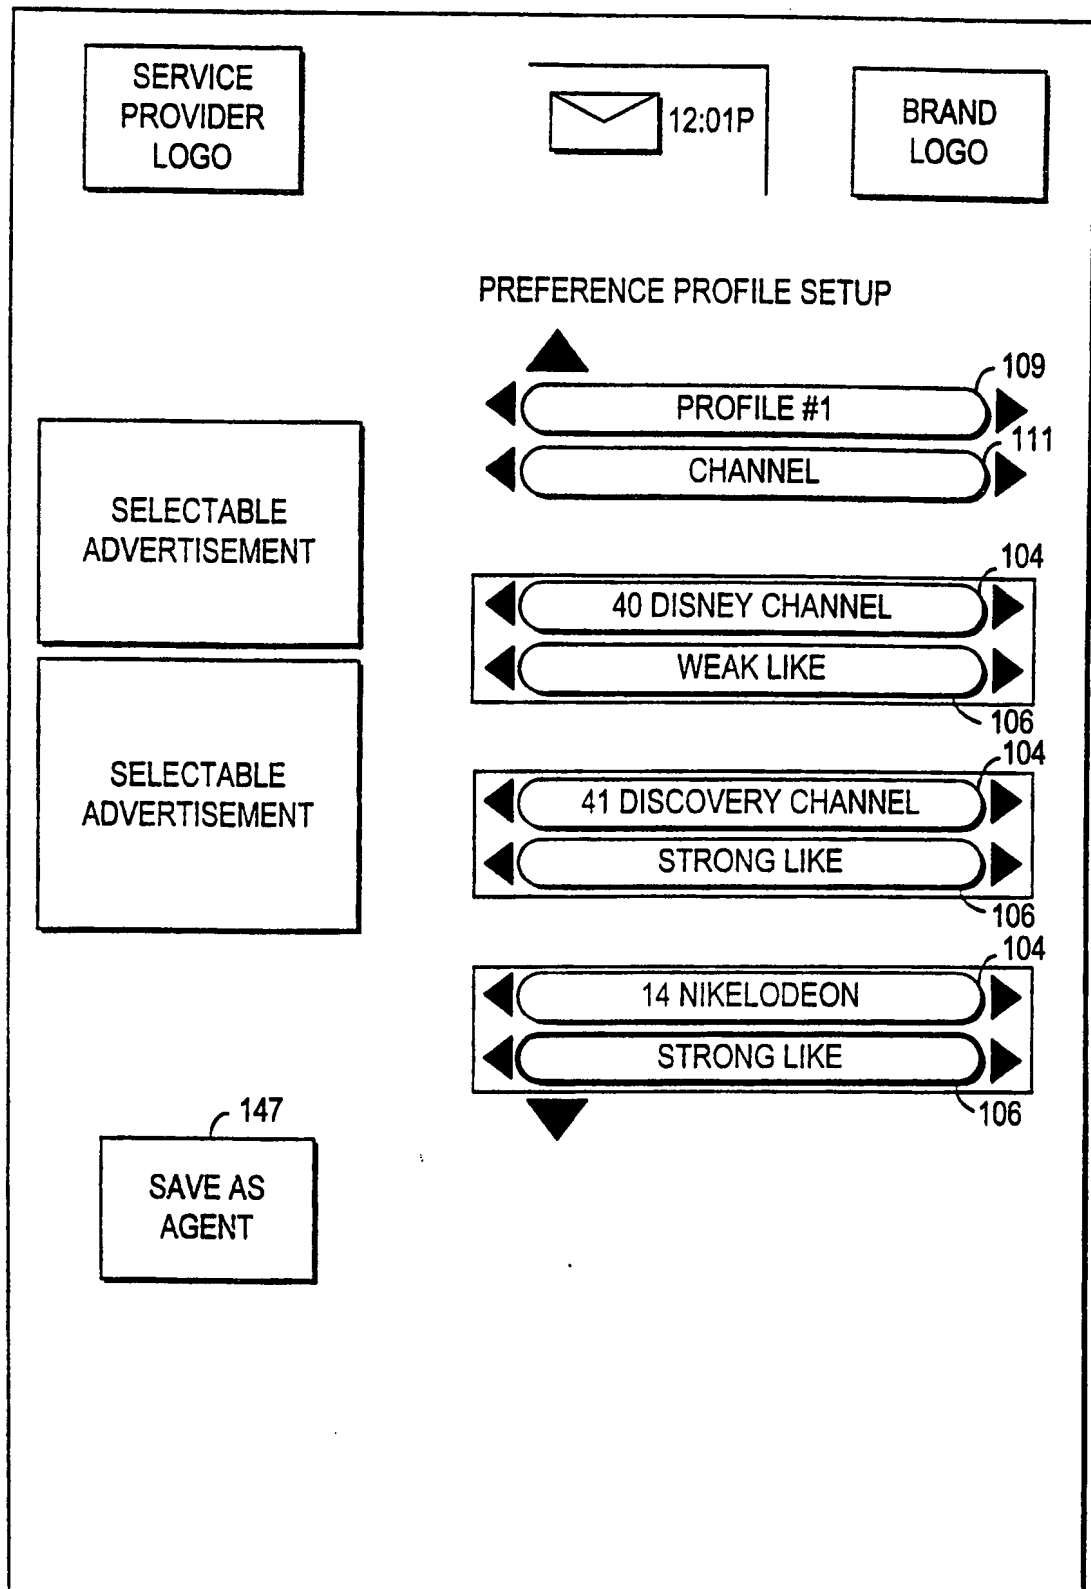 SERVICE
PROVIDER
LOGO
12:01P
BRAND
LOGO
PREFERENCE PROFILE SETUP
109
PROFILE #1
111
CHANNEL
SELECTABLE
ADVERTISEMENT
104
40 DISNEY CHANNEL
WEAK LIKE
106
SELECTABLE
ADVERTISEMENT
104
41 DISCOVERY CHANNEL
STRONG LIKE
106
104
14 NIKELODEON
STRONG LIKE
106
147
SAVE AS
AGENT